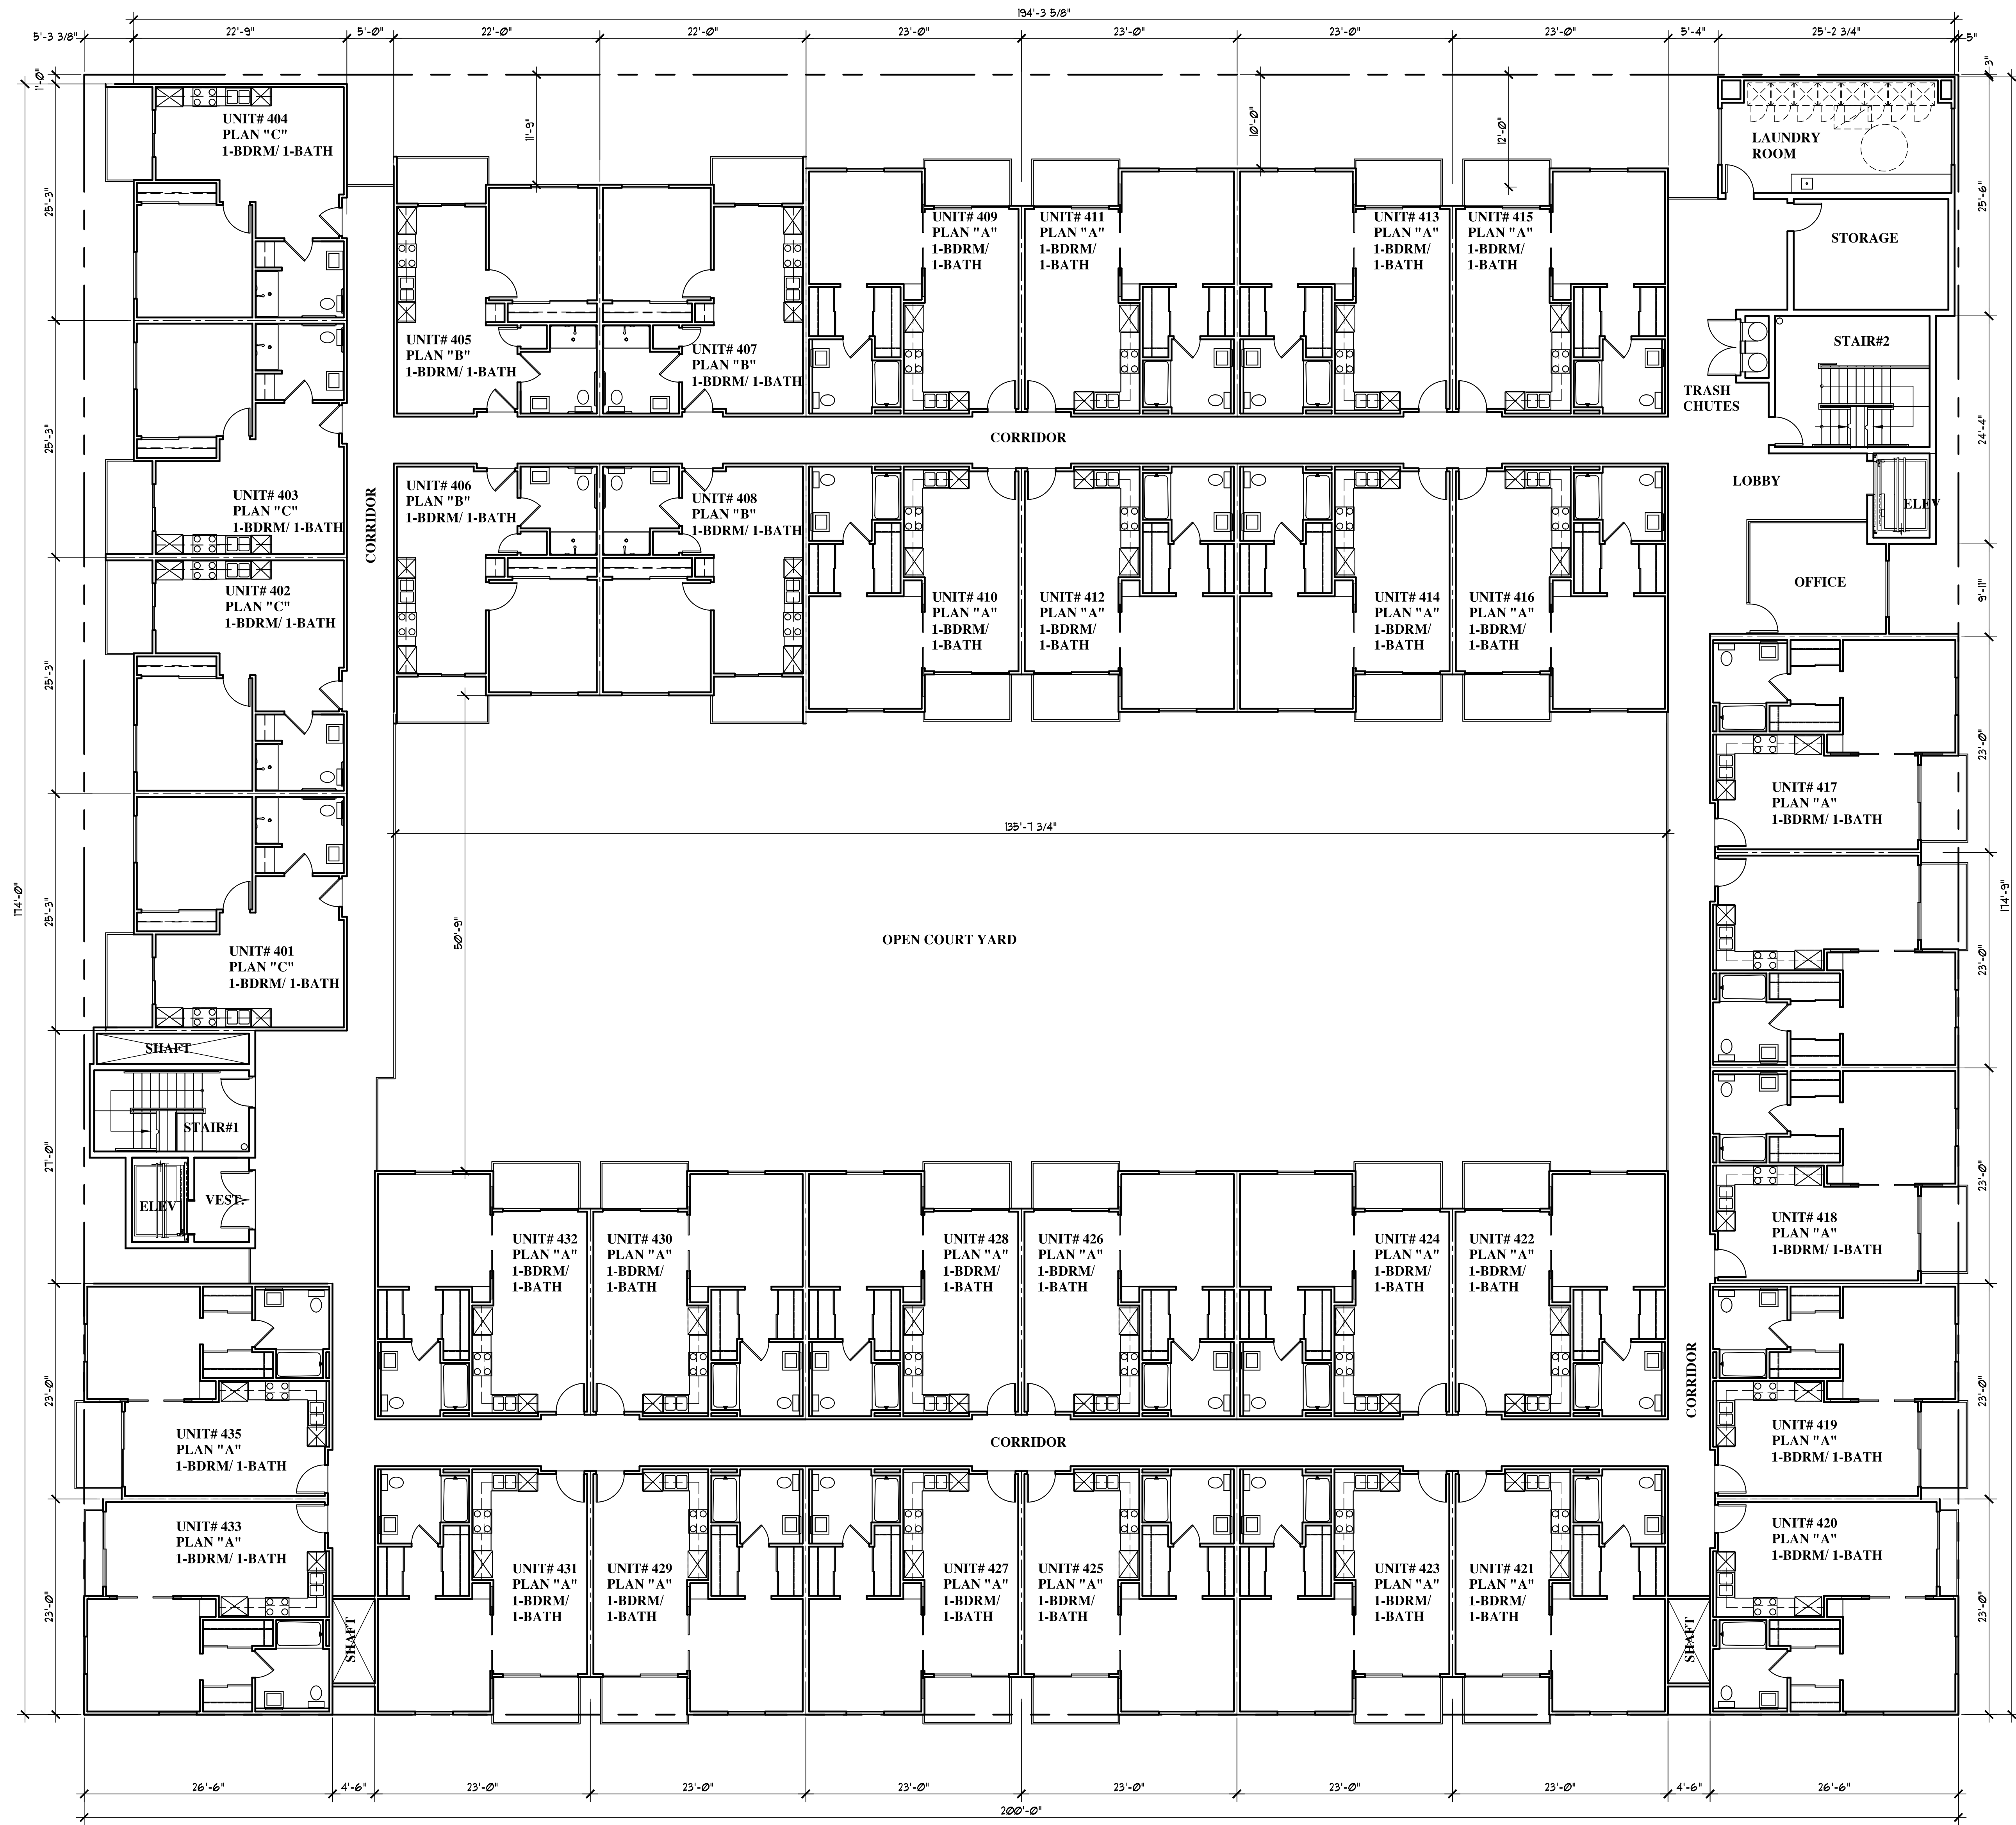 194'-3 5/8"
5'-3 3/8"
22'-9"
5'-0"
22'-0"
22'-0"
23'-0"
23'-0"
23'-0"
23'-0"
5'-4"
25'-2 3/4"
5"
1'-0"
3"
11'-9"
10'-0"
12'-0"
UNIT# 404
PLAN "C"
1-BDRM/ 1-BATH
LAUNDRY
ROOM
25'-3"
25'-6"
UNIT# 409
PLAN "A"
1-BDRM/
1-BATH
UNIT# 411
PLAN "A"
1-BDRM/
1-BATH
UNIT# 413
PLAN "A"
1-BDRM/
1-BATH
UNIT# 415
PLAN "A"
1-BDRM/
1-BATH
STORAGE
UNIT# 405
PLAN "B"
1-BDRM/ 1-BATH
UNIT# 407
PLAN "B"
1-BDRM/ 1-BATH
STAIR#2
TRASH
CHUTES
25'-3"
24'-4"
CORRIDOR
LOBBY
ELEV
UNIT# 403
PLAN "C"
1-BDRM/ 1-BATH
CORRIDOR
UNIT# 406
PLAN "B"
1-BDRM/ 1-BATH
UNIT# 408
PLAN "B"
1-BDRM/ 1-BATH
UNIT# 402
PLAN "C"
1-BDRM/ 1-BATH
UNIT# 410
PLAN "A"
1-BDRM/
1-BATH
UNIT# 412
PLAN "A"
1-BDRM/
1-BATH
UNIT# 414
PLAN "A"
1-BDRM/
1-BATH
UNIT# 416
PLAN "A"
1-BDRM/
1-BATH
OFFICE
9'-11"
25'-3"
23'-0"
UNIT# 417
PLAN "A"
1-BDRM/ 1-BATH
135'-7 3/4"
174'-0"
25'-3"
50'-9"
OPEN COURT YARD
174'-9"
23'-0"
UNIT# 401
PLAN "C"
1-BDRM/ 1-BATH
SHAFT
STAIR#1
27'-0"
ELEV
VEST.
23'-0"
UNIT# 418
PLAN "A"
1-BDRM/ 1-BATH
UNIT# 432
PLAN "A"
1-BDRM/
1-BATH
UNIT# 430
PLAN "A"
1-BDRM/
1-BATH
UNIT# 428
PLAN "A"
1-BDRM/
1-BATH
UNIT# 426
PLAN "A"
1-BDRM/
1-BATH
UNIT# 424
PLAN "A"
1-BDRM/
1-BATH
UNIT# 422
PLAN "A"
1-BDRM/
1-BATH
23'-0"
CORRIDOR
23'-0"
UNIT# 435
PLAN "A"
1-BDRM/ 1-BATH
CORRIDOR
UNIT# 419
PLAN "A"
1-BDRM/ 1-BATH
UNIT# 433
PLAN "A"
1-BDRM/ 1-BATH
UNIT# 420
PLAN "A"
1-BDRM/ 1-BATH
23'-0"
SHAFT
UNIT# 431
PLAN "A"
1-BDRM/
1-BATH
UNIT# 429
PLAN "A"
1-BDRM/
1-BATH
UNIT# 427
PLAN "A"
1-BDRM/
1-BATH
UNIT# 425
PLAN "A"
1-BDRM/
1-BATH
UNIT# 423
PLAN "A"
1-BDRM/
1-BATH
UNIT# 421
PLAN "A"
1-BDRM/
1-BATH
SHAFT
23'-0"
26'-6"
4'-6"
23'-0"
23'-0"
23'-0"
23'-0"
23'-0"
23'-0"
4'-6"
26'-6"
200'-0"